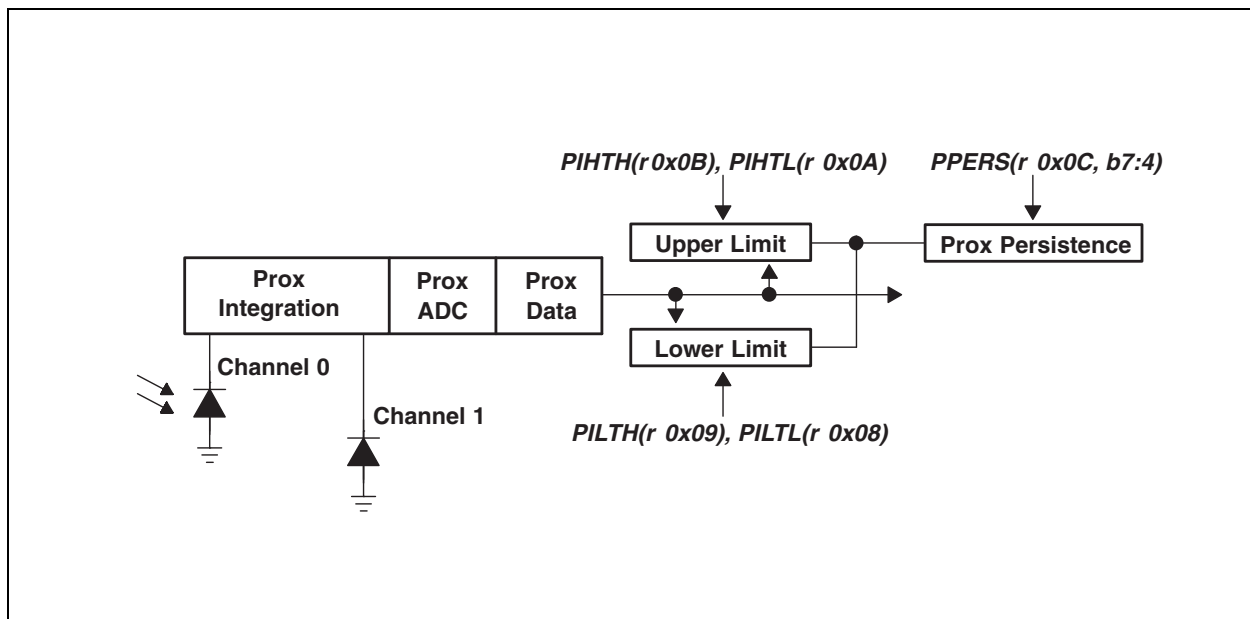 PIHTH(r 0x0B), PIHTL(r 0x0A)
PPERS(r 0x0C, b7:4)
Upper Limit
Prox Persistence
Prox
Integration
Prox
ADC
Prox
Data
Lower Limit
Channel 0
Channel 1
PILTH(r 0x09), PILTL(r 0x08)